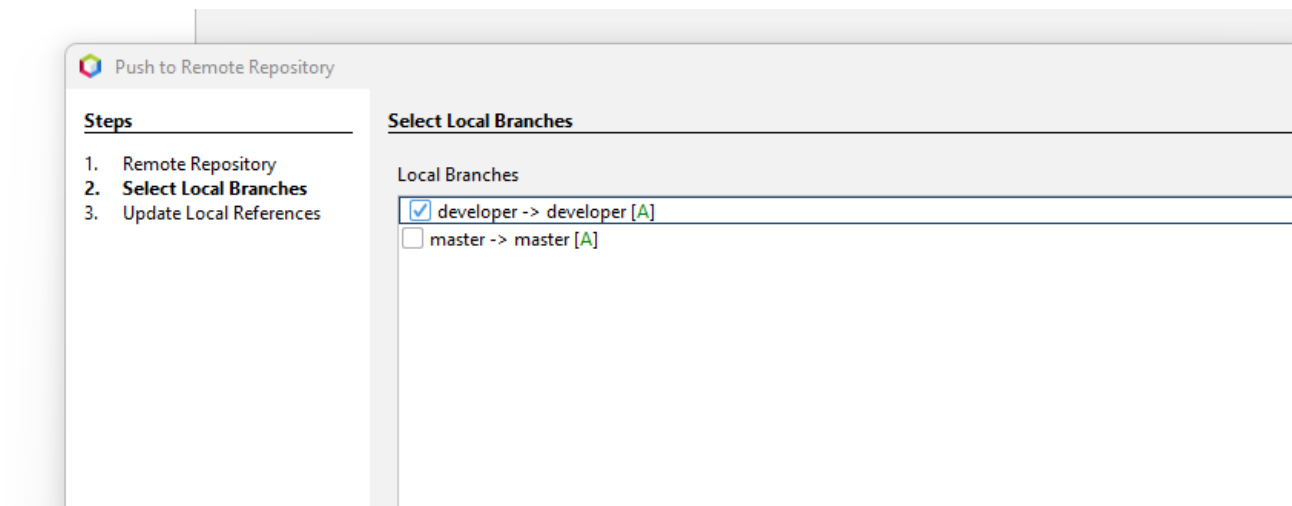 Push to Remote Repository
Steps
1. Remote Repository
2. Select Local Branches
3. Update Local References
Select Local Branches
Local Branches
developer -> developer [A]
master -> master [A]